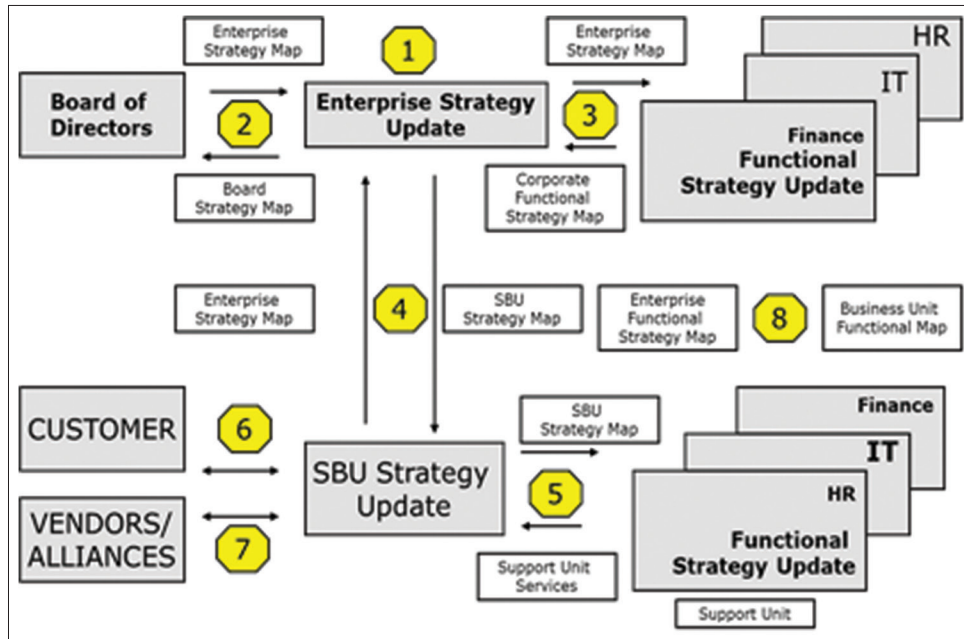 Enterprise
Strategy Map
1
Enterprise
Strategy Map
HR
IT
Board of
Directors
2
Enterprise Strategy
Update
3
Finance
Functional
Strategy Update
Board
Strategy Map
Corporate
Functional
Strategy Map
Enterprise
Strategy Map
4
SBU
Strategy Map
Enterprise
Functional
Strategy Map
8
Business Unit
Functional Map
CUSTOMER
6
SBU
Strategy Map
Finance
IT
SBU Strategy
Update
5
HR
Functional
Strategy Update
VENDORS/
ALLIANCES
7
Support Unit
Services
Support Unit